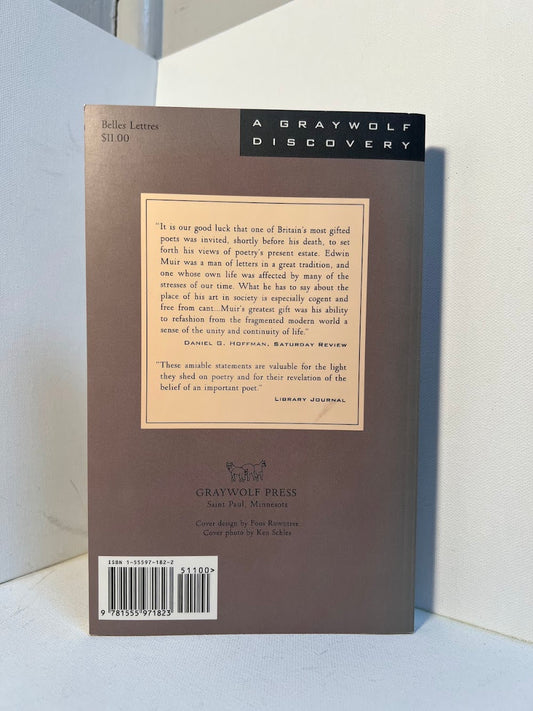 Belles Lettres
$11.00
A GRAYWOLF
DISCOVERY
"It is our good luck that one of Britain's most gifted
poets was invited, shortly before his death, to set
forth his views of poetry's present estate. Edwin
Muir was a man of letters in a great tradition, and
one whose own life was affected by many of the
stresses of our time. What he has to say about the
place of his art in society is especially cogent and
free from cant...Muir's greatest gift was his ability
to refashion from the fragmented modern world a
sense of the unity and continuity of life."
DANIEL G. HOFFMAN, SATURDAY REVIEW
"These amiable statements are valuable for the light
they shed on poetry and for their revelation of the
belief of an important poet."
LIBRARY JOURNAL
GRAYWOLF PRESS
Saint Paul, Minnesota
Cover design by Foos Rowntree
Cover photo by Ken Schles
ISBN 1-55597-182-2
51100>
9 781555 971823